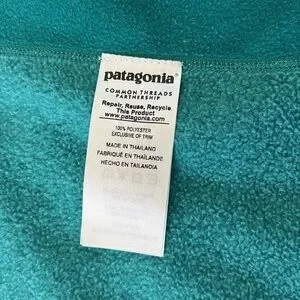 patagonia®
COMMON THREADS
PARTNERSHIP
Repair, Reuse, Recycle
This Product
www.patagonia.com
100% POLYESTER
EXCLUSIVE OF TRIM
MADE IN THAILAND
FABRIQUÉ EN THAÏLANDE
HECHO EN TAILANDIA